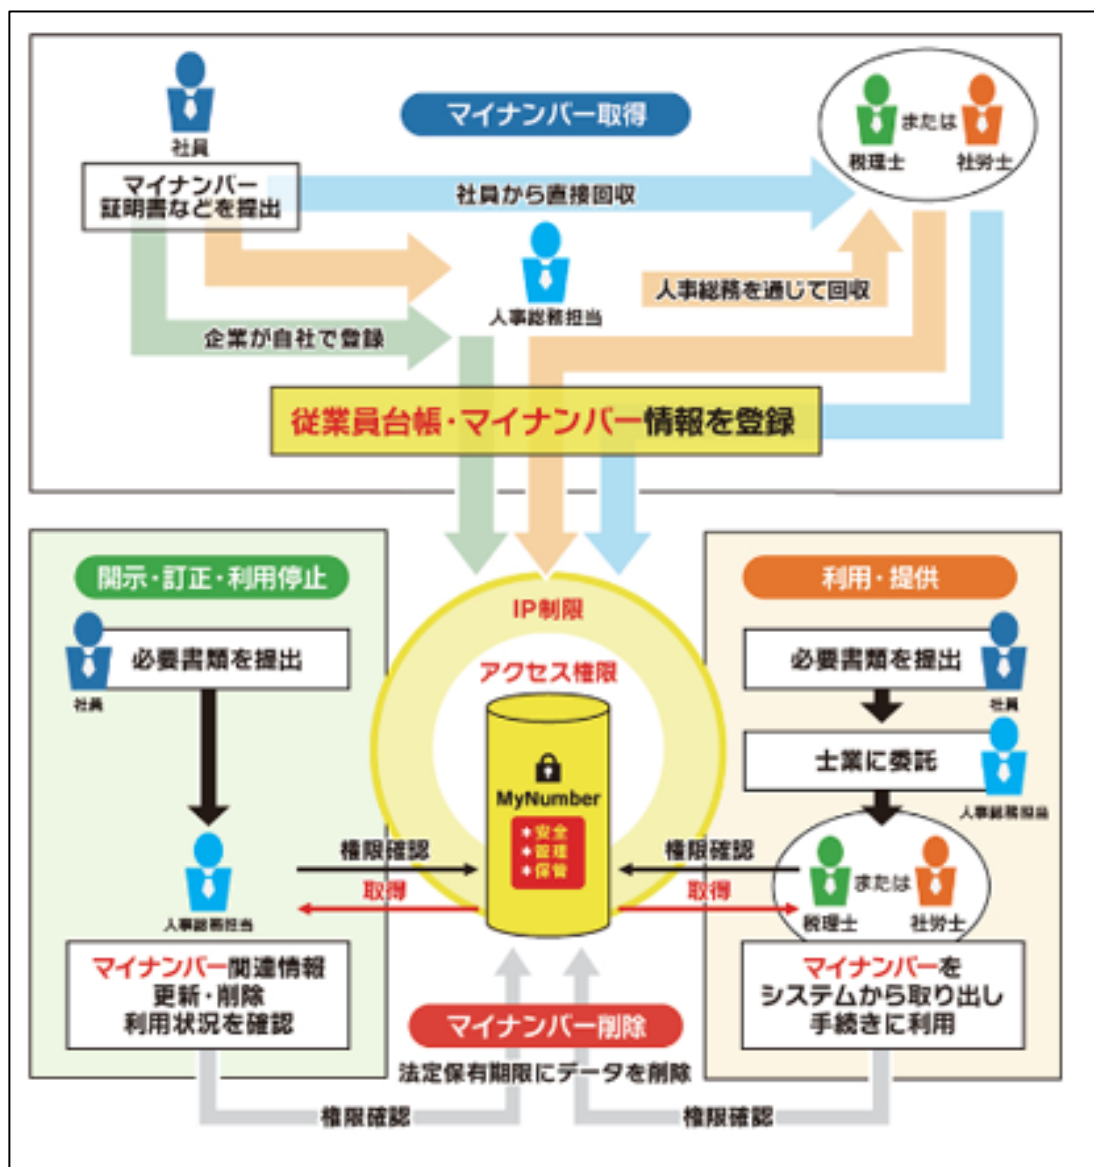 マイナンバー取得
社員
マイナンバー
証明書などを提出
または
税理士
社労士
社員から直接回収
人事総務担当
人事総務を通じて回収
企業が自社で登録
従業員台帳・マイナンバー情報を登録
開示・訂正・利用停止
必要書類を提出
社員
人事総務担当
マイナンバー関連情報
更新・削除
利用状況を確認
IP制限
アクセス権限
MyNumber
*安全
*管理
*保管
権限確認
取得
権限確認
取得
利用・提供
必要書類を提出
社員
士業に委託
人事総務担当
または
税理士
社労士
マイナンバーを
システムから取り出し
手続きに利用
マイナンバー削除
法定保有期限にデータを削除
権限確認
権限確認